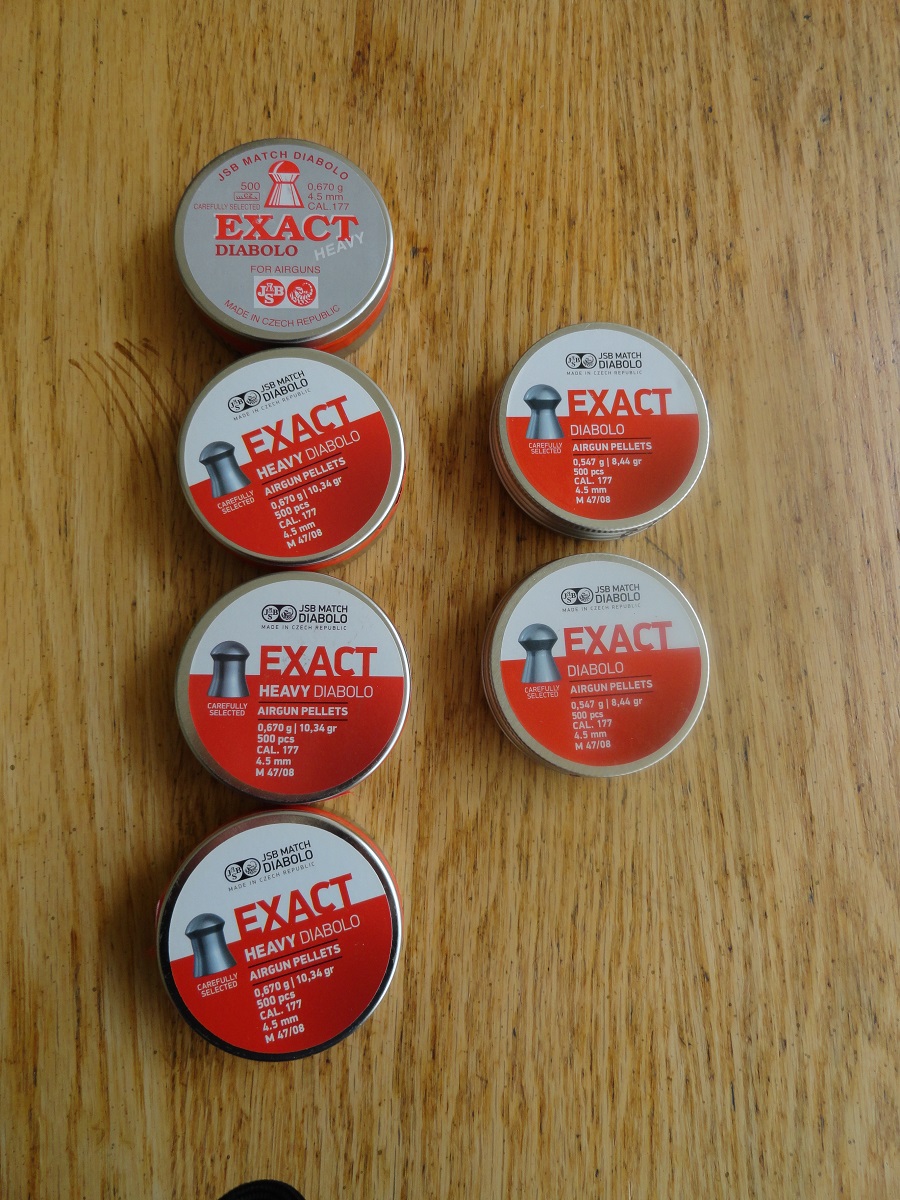 JSB MATCH DIABOLO
500
0,670 g
4.5 mm
CAREFULLY SELECTED
CAL.177
EXACT
DIABOLO HEAVY
FOR AIRGUNS
JSB
MADE IN CZECH REPUBLIC
JSB
JSB MATCH
DIABOLO
MADE IN CZECH REPUBLIC
EXACT
HEAVY DIABOLO
AIRGUN PELLETS
CAREFULLY
SELECTED
0,670 g | 10,34 gr
500 pcs
CAL. 177
4.5 mm
M 47/08
JSB
JSB MATCH
DIABOLO
MADE IN CZECH REPUBLIC
EXACT
HEAVY DIABOLO
AIRGUN PELLETS
CAREFULLY
SELECTED
0,670 g | 10,34 gr
500 pcs
CAL. 177
4.5 mm
M 47/08
JSB
JSB MATCH
DIABOLO
MADE IN CZECH REPUBLIC
EXACT
HEAVY DIABOLO
AIRGUN PELLETS
CAREFULLY
SELECTED
0,670 g | 10,34 gr
500 pcs
CAL. 177
4.5 mm
M 47/08
JSB
JSB MATCH
DIABOLO
MADE IN CZECH REPUBLIC
EXACT
DIABOLO
AIRGUN PELLETS
CAREFULLY
SELECTED
0,547 g | 8,44 gr
500 pcs
CAL. 177
4.5 mm
M 47/08
JSB
JSB MATCH
DIABOLO
MADE IN CZECH REPUBLIC
EXACT
DIABOLO
AIRGUN PELLETS
CAREFULLY
SELECTED
0,547 g | 8,44 gr
500 pcs
CAL. 177
4.5 mm
M 47/08